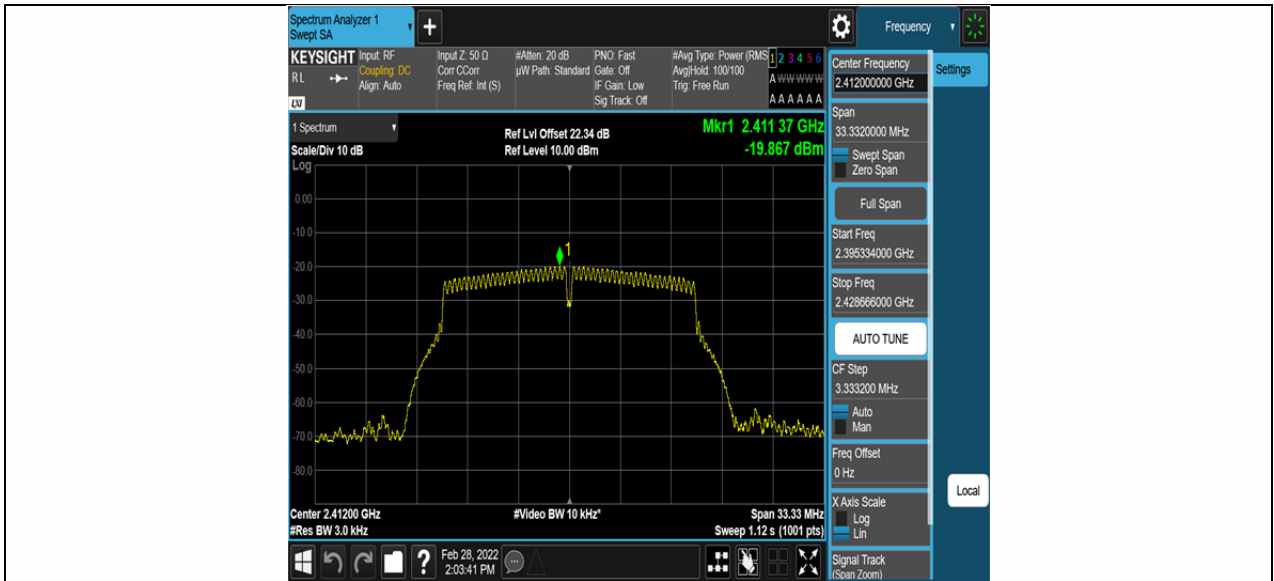 Spectrum Analyzer 1
Swept SA
+
Frequency
KEYSIGHT
RL
LXI
Input: RF
Coupling: DC
Align: Auto
Input Z: 50 Ω
Corr CCorr
Freq Ref: Int (S)
#Atten: 20 dB
µW Path: Standard
PNO: Fast
Gate: Off
IF Gain: Low
Sig Track: Off
#Avg Type: Power (RMS
Avg|Hold: 100/100
Trig: Free Run
1 2 3 4 5 6
A W W W W W
A A A A A A
1 Spectrum
Scale/Div 10 dB
Log
Ref Lvl Offset 22.34 dB
Ref Level 10.00 dBm
Mkr1 2.411 37 GHz
-19.867 dBm
0.00
-10.0
-20.0
-30.0
-40.0
-50.0
-60.0
-70.0
-80.0
1
Center 2.41200 GHz
#Res BW 3.0 kHz
#Video BW 10 kHz*
Span 33.33 MHz
Sweep 1.12 s (1001 pts)
?
Feb 28, 2022
2:03:41 PM
Center Frequency
2.412000000 GHz
Span
33.3320000 MHz
Swept Span
Zero Span
Full Span
Start Freq
2.395334000 GHz
Stop Freq
2.428666000 GHz
AUTO TUNE
CF Step
3.333200 MHz
Auto
Man
Freq Offset
0 Hz
X Axis Scale
Log
Lin
Signal Track
(Span Zoom)
Settings
Local